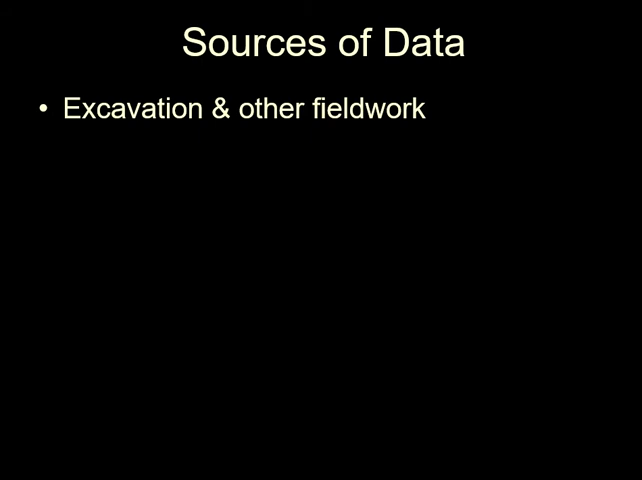 Sources of Data
• Excavation & other fieldwork